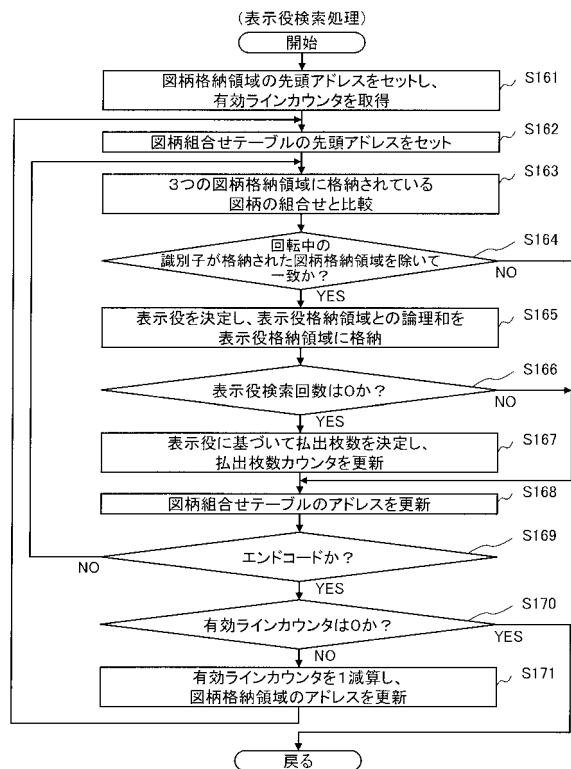 (表示役検索処理)
開始
図柄格納領域の先頭アドレスをセットし、
有効ラインカウンタを取得
S161
図柄組合せテーブルの先頭アドレスをセット
S162
3つの図柄格納領域に格納されている
図柄の組合せと比較
S163
回転中の
識別子が格納された図柄格納領域を除いて
一致か?
S164
NO
YES
表示役を決定し、表示役格納領域との論理和を
表示役格納領域に格納
S165
表示役検索回数は0か?
S166
NO
YES
表示役に基づいて払出枚数を決定し、
払出枚数カウンタを更新
S167
図柄組合せテーブルのアドレスを更新
S168
エンドコードか?
S169
NO
YES
有効ラインカウンタは0か?
S170
YES
NO
有効ラインカウンタを1減算し、
図柄格納領域のアドレスを更新
S171
戻る